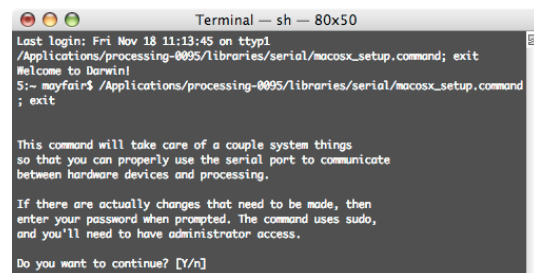 Terminal — sh — 80x50
Last login: Fri Nov 18 11:13:45 on ttyp1
/Applications/processing-0095/libraries/serial/macosx_setup.command; exit
Welcome to Darwin!
5:~ mayfair$ /Applications/processing-0095/libraries/serial/macosx_setup.command
; exit
This command will take care of a couple system things
so that you can properly use the serial port to communicate
between hardware devices and processing.
If there are actually changes that need to be made, then
enter your password when prompted. The command uses sudo,
and you'll need to have administrator access.
Do you want to continue? [Y/n]